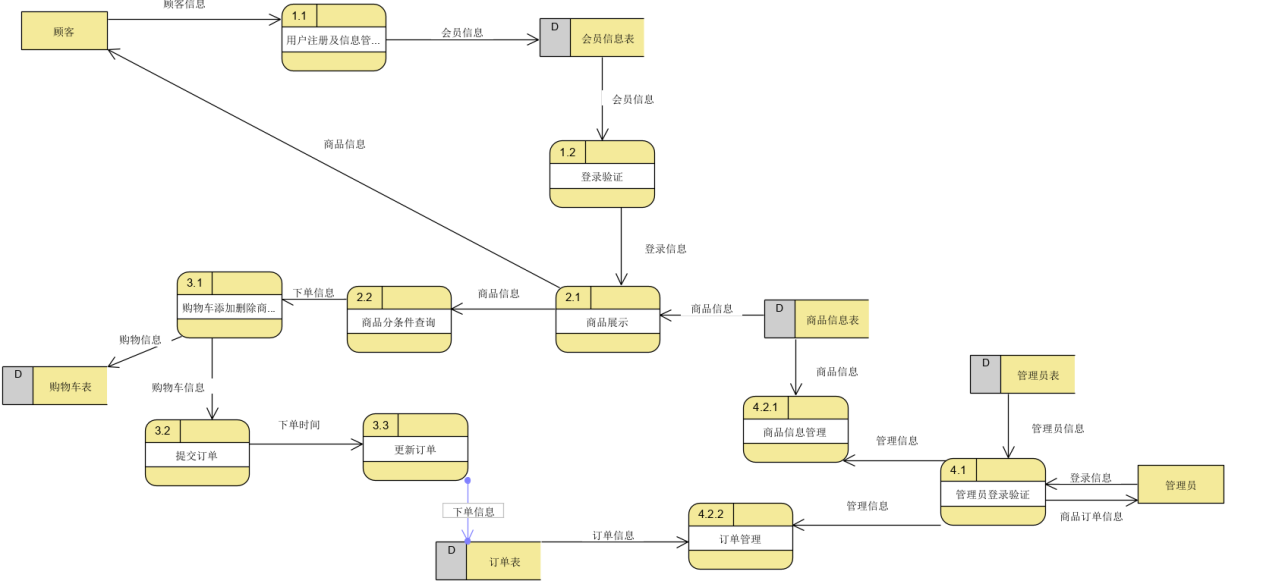 顾客信息
顾客
1.1
用户注册及信息管...
会员信息
D
会员信息表
会员信息
商品信息
1.2
登录验证
登录信息
3.1
购物车添加删除商...
下单信息
2.2
商品分条件查询
商品信息
2.1
商品展示
商品信息
D
商品信息表
购物信息
D
购物车表
购物车信息
商品信息
D
管理员表
3.2
提交订单
下单时间
3.3
更新订单
4.2.1
商品信息管理
管理员信息
管理信息
4.1
管理员登录验证
登录信息
管理员
商品订单信息
下单信息
D
订单表
订单信息
4.2.2
订单管理
管理信息